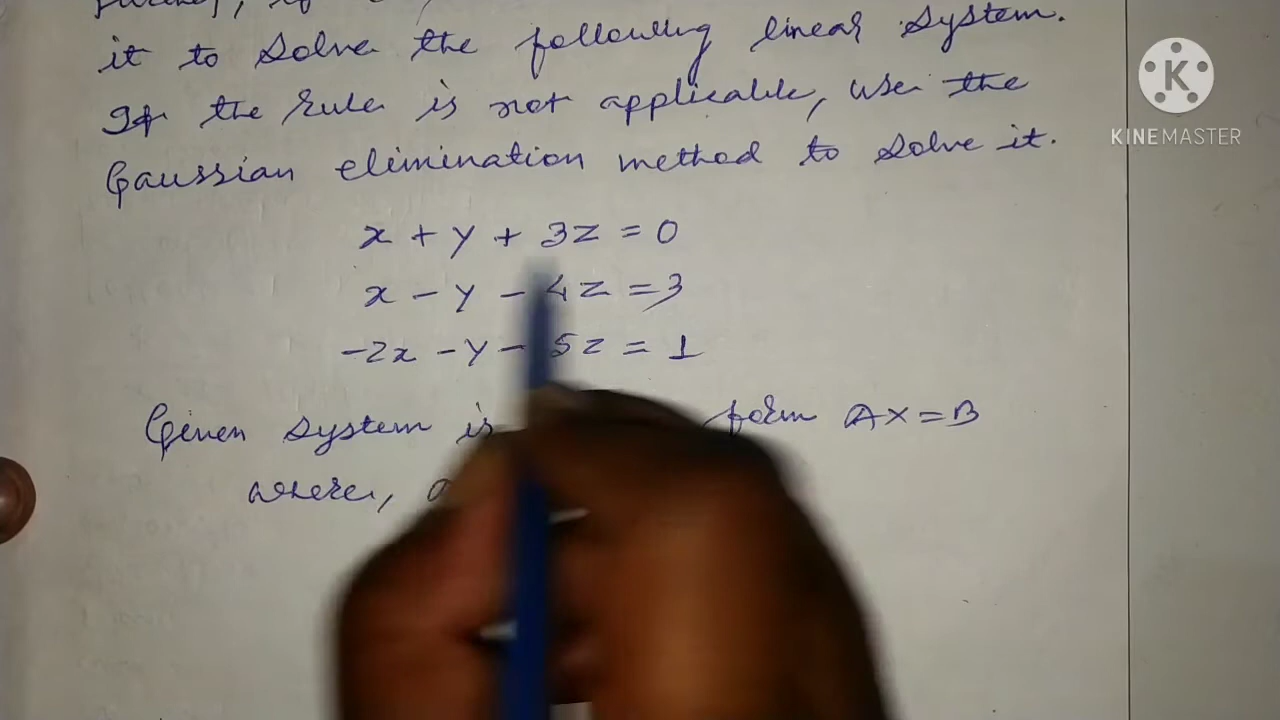 it to solve the following linear system.
If the rule is not applicable, use the
KINEMASTER
Gaussian elimination method to solve it.
x + y + 3z = 0
x - y - 4z = 3
-2x - y - 5z = 1
Given system is form AX = B
where,